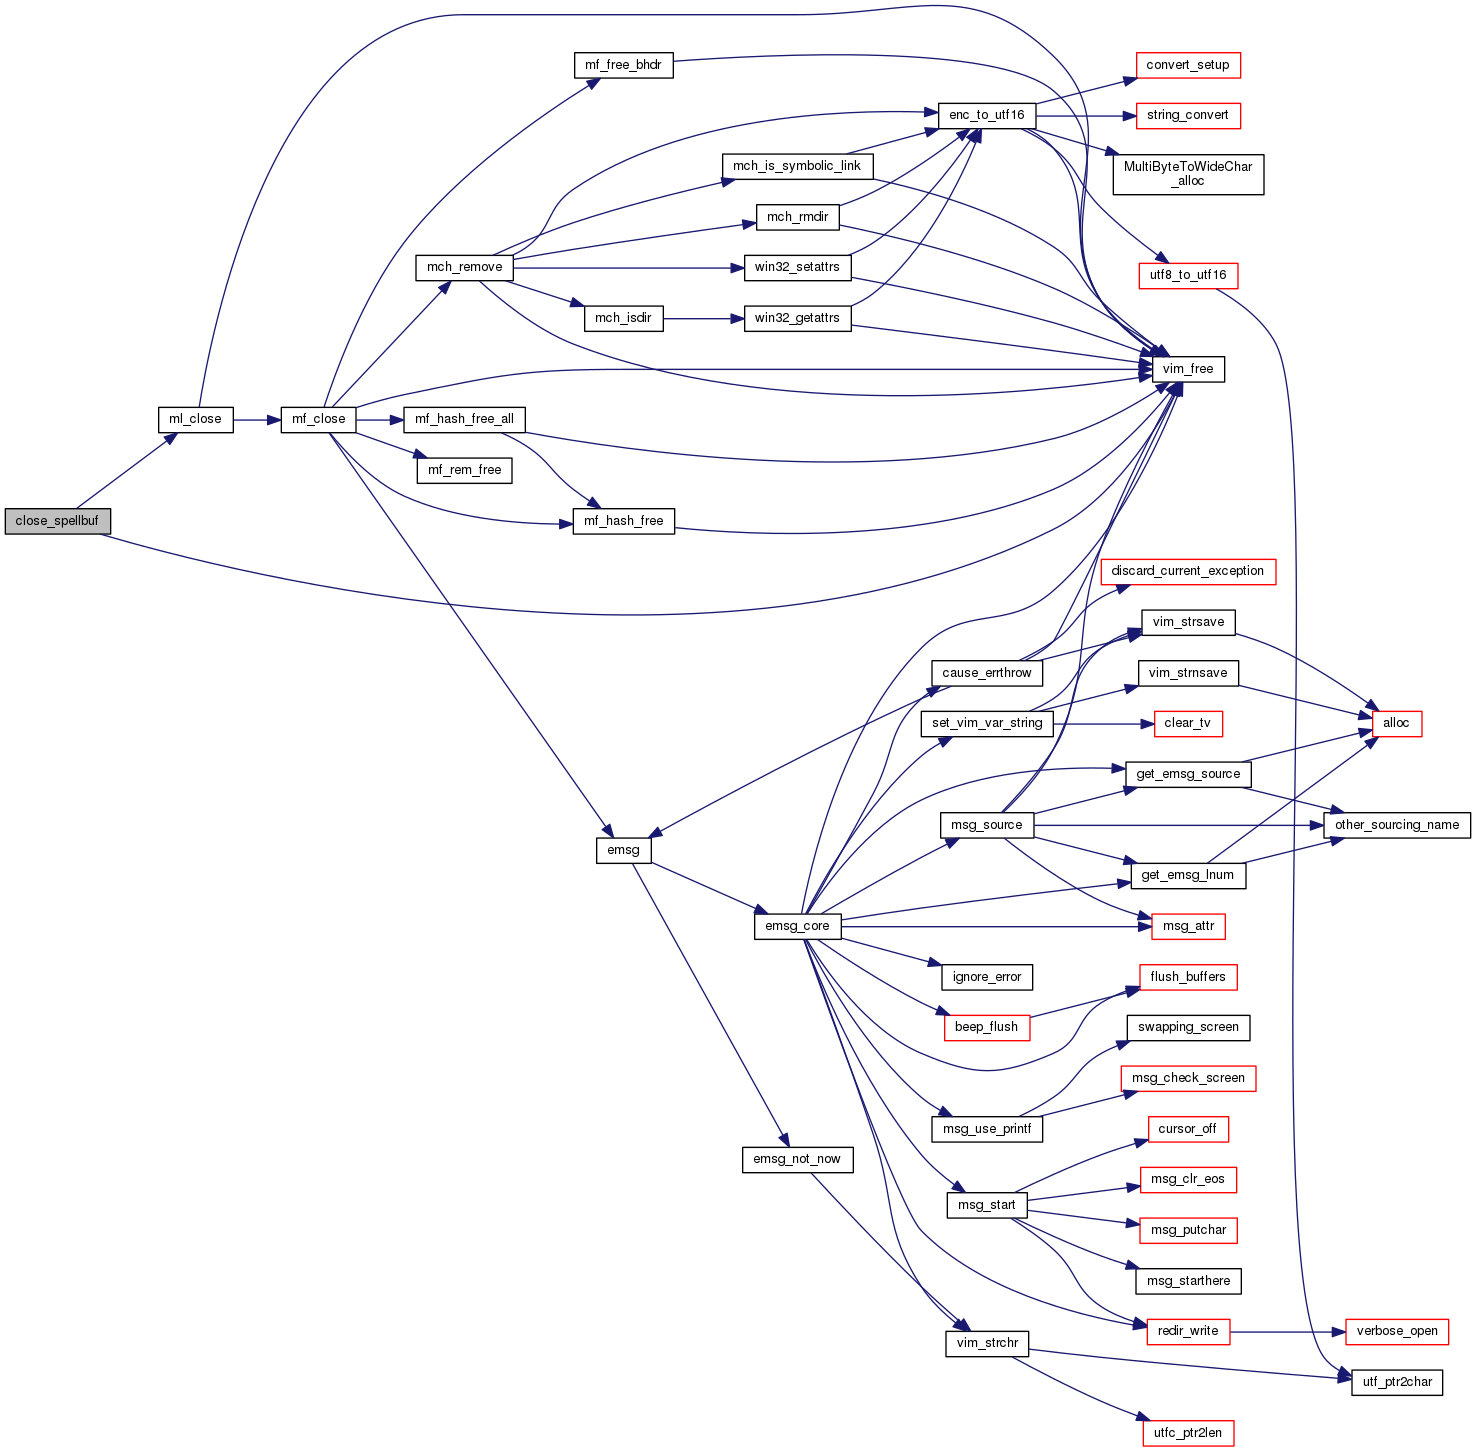 mf_free_bhdr
convert_setup
enc_to_utf16
string_convert
mch_is_symbolic_link
MultiByteToWideChar
_alloc
mch_rmdir
mch_remove
win32_setattrs
utf8_to_utf16
mch_isdir
win32_getattrs
vim_free
ml_close
mf_close
mf_hash_free_all
mf_rem_free
close_spellbuf
mf_hash_free
discard_current_exception
vim_strsave
cause_errthrow
vim_strnsave
set_vim_var_string
clear_tv
alloc
get_emsg_source
msg_source
other_sourcing_name
emsg
get_emsg_lnum
emsg_core
msg_attr
ignore_error
flush_buffers
beep_flush
swapping_screen
msg_check_screen
msg_use_printf
cursor_off
emsg_not_now
msg_clr_eos
msg_start
msg_putchar
msg_starthere
redir_write
verbose_open
vim_strchr
utf_ptr2char
utfc_ptr2len